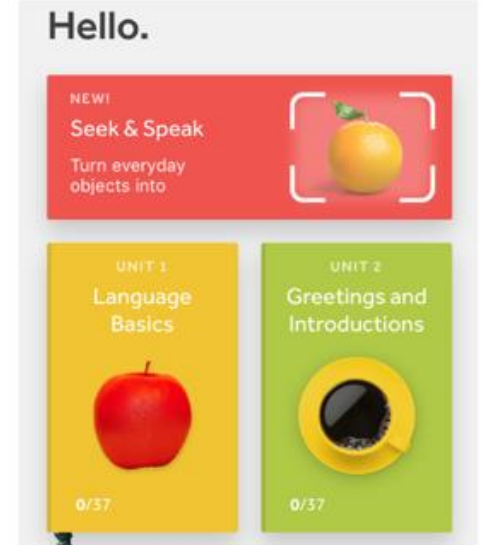 Hello.
NEW!
Seek & Speak
Turn everyday
objects into
UNIT 1
Language
Basics
0/37
UNIT 2
Greetings and
Introductions
0/37